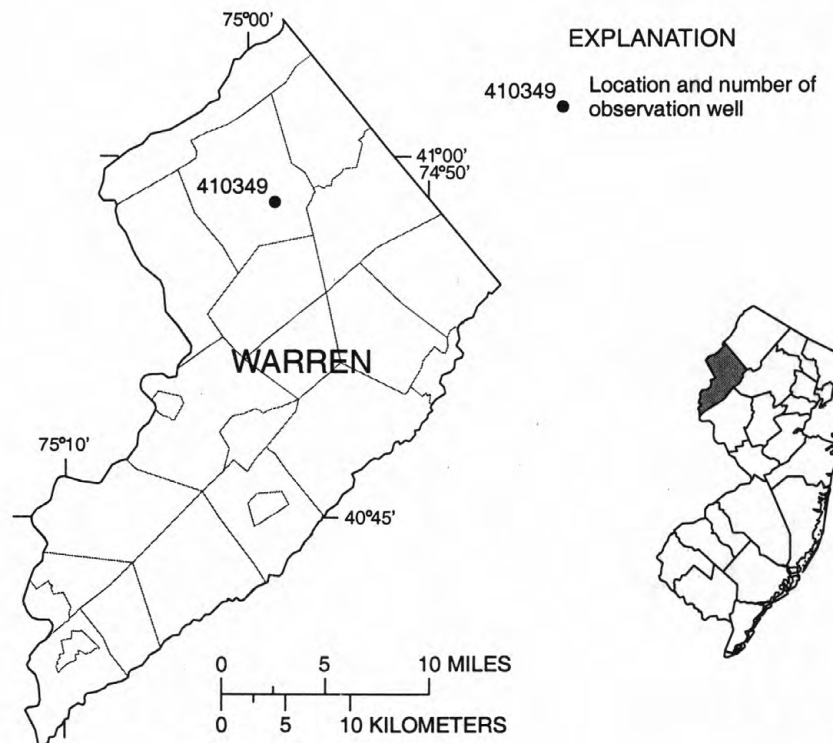 75°00'
EXPLANATION
410349
Location and number of
observation well
41°00'
74°50'
410349
WARREN
75°10'
40°45'
0 5 10 MILES
0 5 10 KILOMETERS